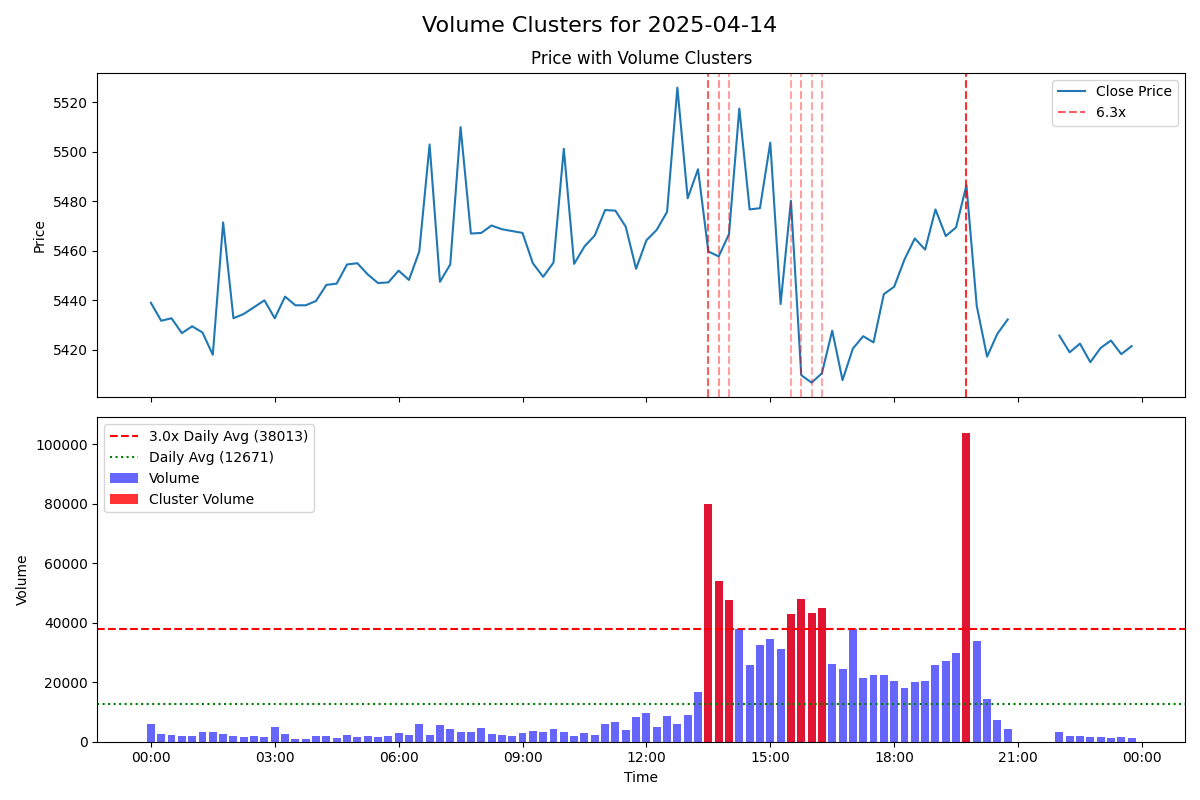 Volume Clusters for 2025-04-14
Price with Volume Clusters
Close Price
6.3x
5520
5500
5480
5460
5440
5420
Price
3.0x Daily Avg (38013)
Daily Avg (12671)
Volume
Cluster Volume
100000
80000
60000
40000
20000
0
Volume
00:00 03:00 06:00 09:00 12:00 15:00 18:00 21:00 00:00
Time